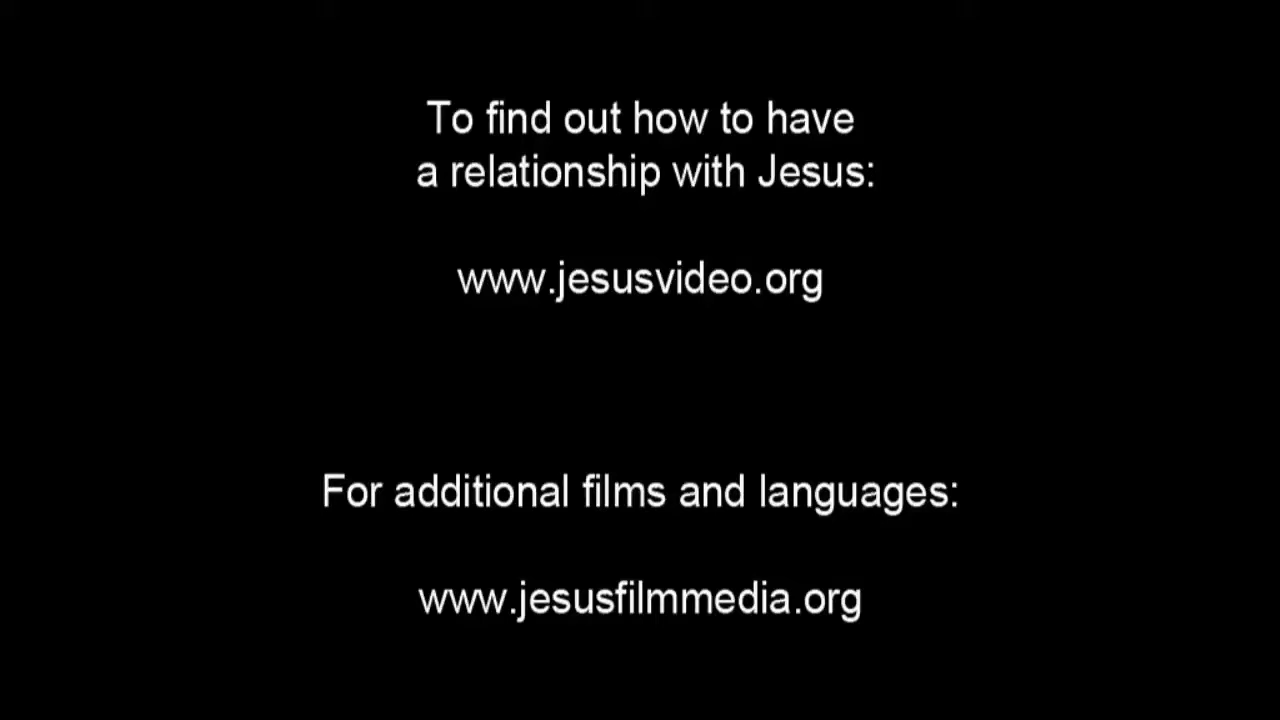 To find out how to have
a relationship with Jesus:
www.jesusvideo.org
For additional films and languages:
www.jesusfilmmedia.org